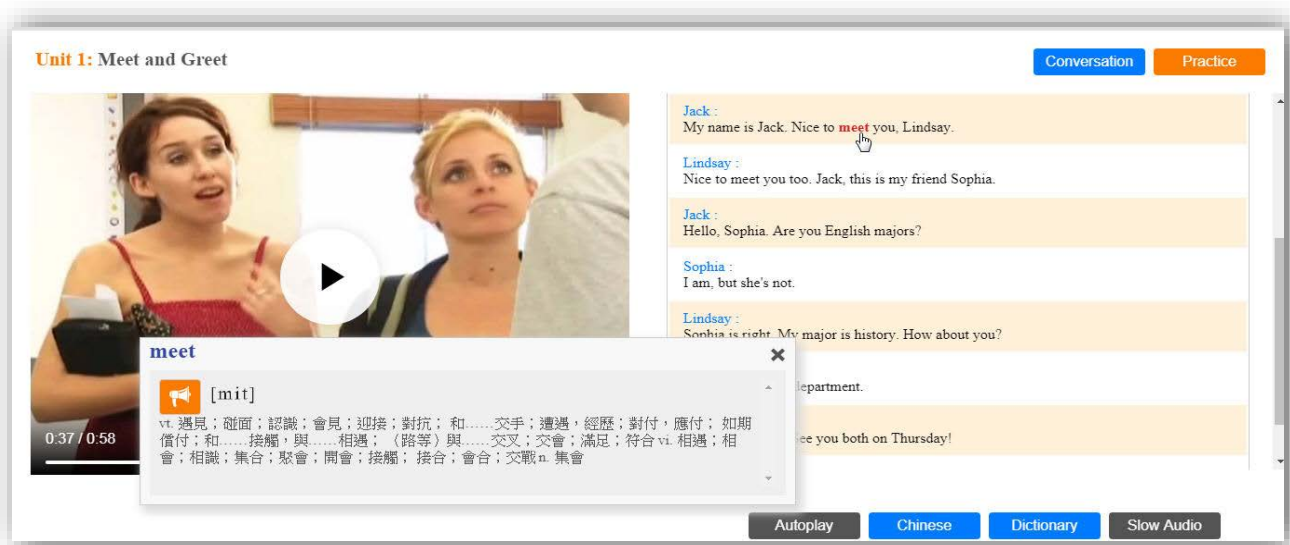 Unit 1: Meet and Greet
Conversation
Practice
Jack :
My name is Jack. Nice to meet you, Lindsay.
Lindsay :
Nice to meet you too. Jack, this is my friend Sophia.
Jack :
Hello, Sophia. Are you English majors?
Sophia :
I am, but she's not.
Lindsay :
Sophia is right. My major is history. How about you?
department.
See you both on Thursday!
meet
[mit]
vt. 遇見；碰面；認識；會見；迎接；對抗； 和……交手；遭遇，經歷；對付，應付； 如期
償付；和……接觸，與……相遇； （路等）與……交叉；交會；滿足；符合 vi. 相遇；相
會；相識；集合；聚會；開會；接觸； 接合；會合；交戰 n. 集會
0:37 / 0:58
Autoplay
Chinese
Dictionary
Slow Audio